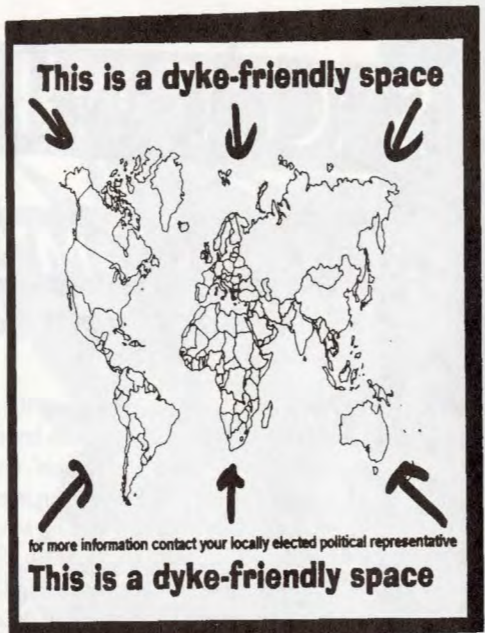 This is a dyke-friendly space
for more information contact your locally elected political representative
This is a dyke-friendly space